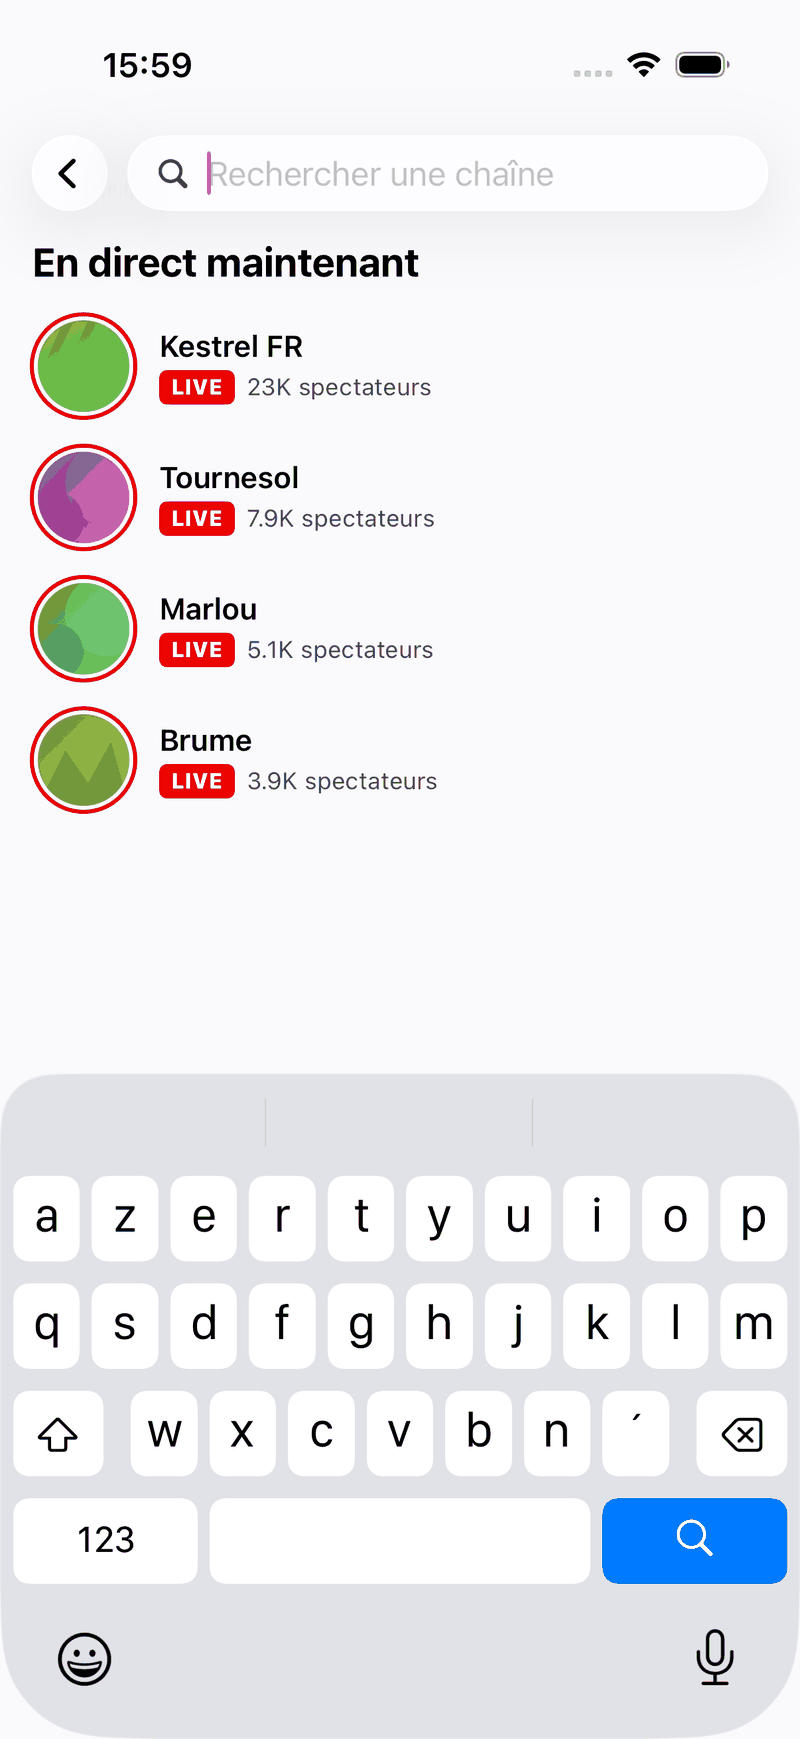 15:59
Rechercher une chaîne
En direct maintenant
Kestrel FR
LIVE 23K spectateurs
Tournesol
LIVE 7.9K spectateurs
Marlou
LIVE 5.1K spectateurs
Brume
LIVE 3.9K spectateurs
a z e r t y u i o p
q s d f g h j k l m
w x c v b n ´
123